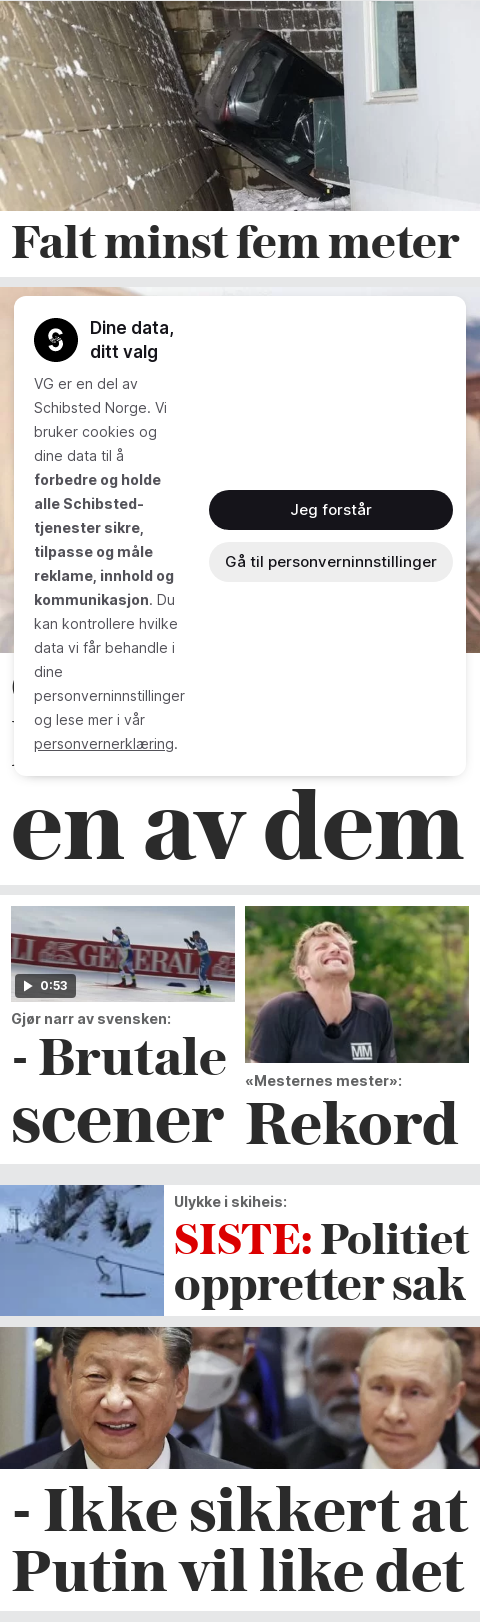 Falt minst fem meter
Dine data,
ditt valg
VG er en del av
Schibsted Norge. Vi
bruker cookies og
dine data til å
forbedre og holde
alle Schibsted-
tjenester sikre,
tilpasse og måle
reklame, innhold og
kommunikasjon. Du
kan kontrollere hvilke
data vi får behandle i
dine
personverninnstillinger
og lese mer i vår
personvernerklæring.
Jeg forstår
Gå til personverninnstillinger
en av dem
GENERALI
0:53
Gjør narr av svensken:
- Brutale
scener
MM
«Mesternes mester»:
Rekord
Ulykke i skiheis:
SISTE: Politiet
oppretter sak
- Ikke sikkert at
Putin vil like det